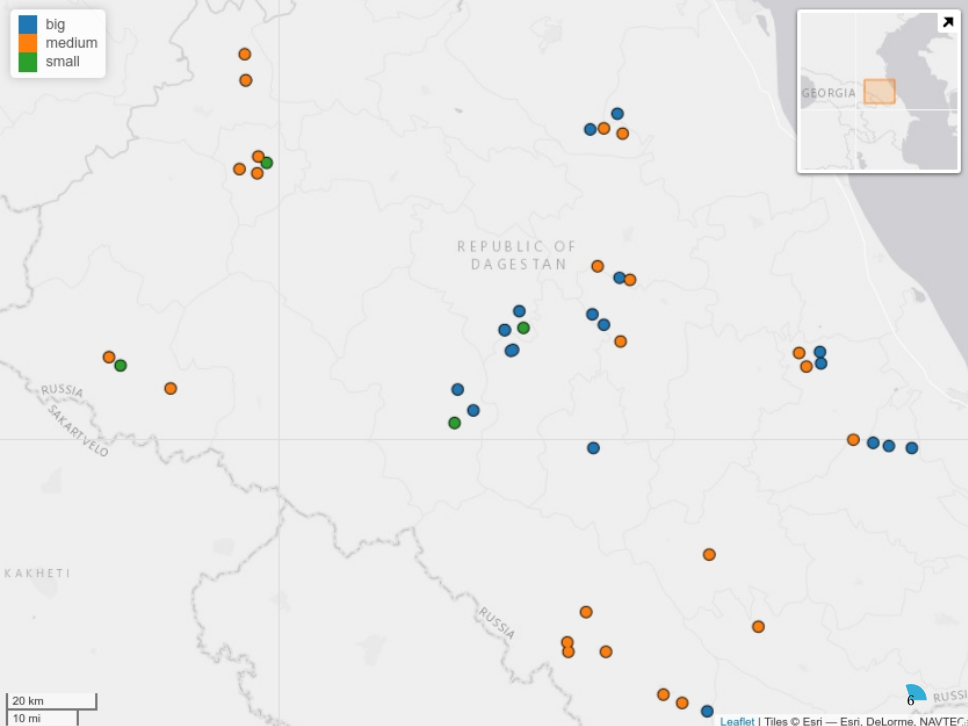 big
medium
small
GEORGIA
REPUBLIC OF
DAGESTAN
RUSSIA
SAKARTVELO
KAKHETI
RUSSIA
6
RUSSI
20 km
10 mi
Leaflet | Tiles © Esri — Esri, DeLorme, NAVTEQ